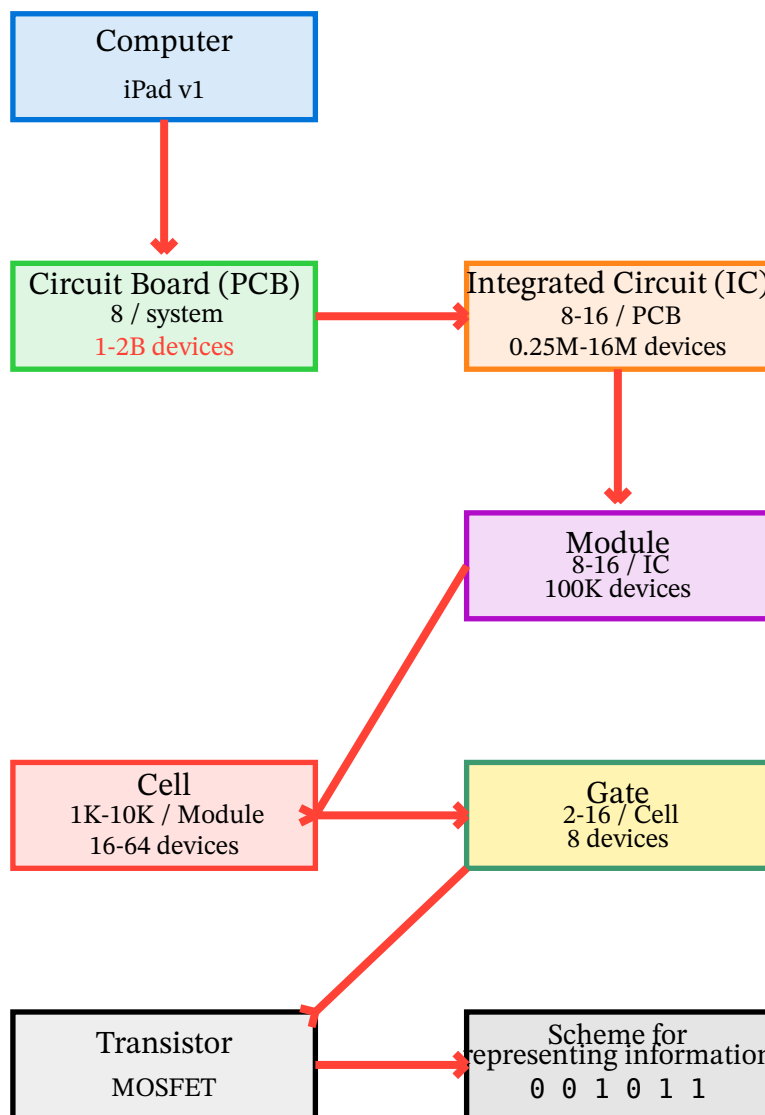 Computer
iPad v1
Circuit Board (PCB)
8 / system
1-2B devices
Integrated Circuit (IC)
8-16 / PCB
0.25M-16M devices
Module
8-16 / IC
100K devices
Cell
1K-10K / Module
16-64 devices
Gate
2-16 / Cell
8 devices
Transistor
MOSFET
Scheme for
representing information
0 0 1 0 1 1